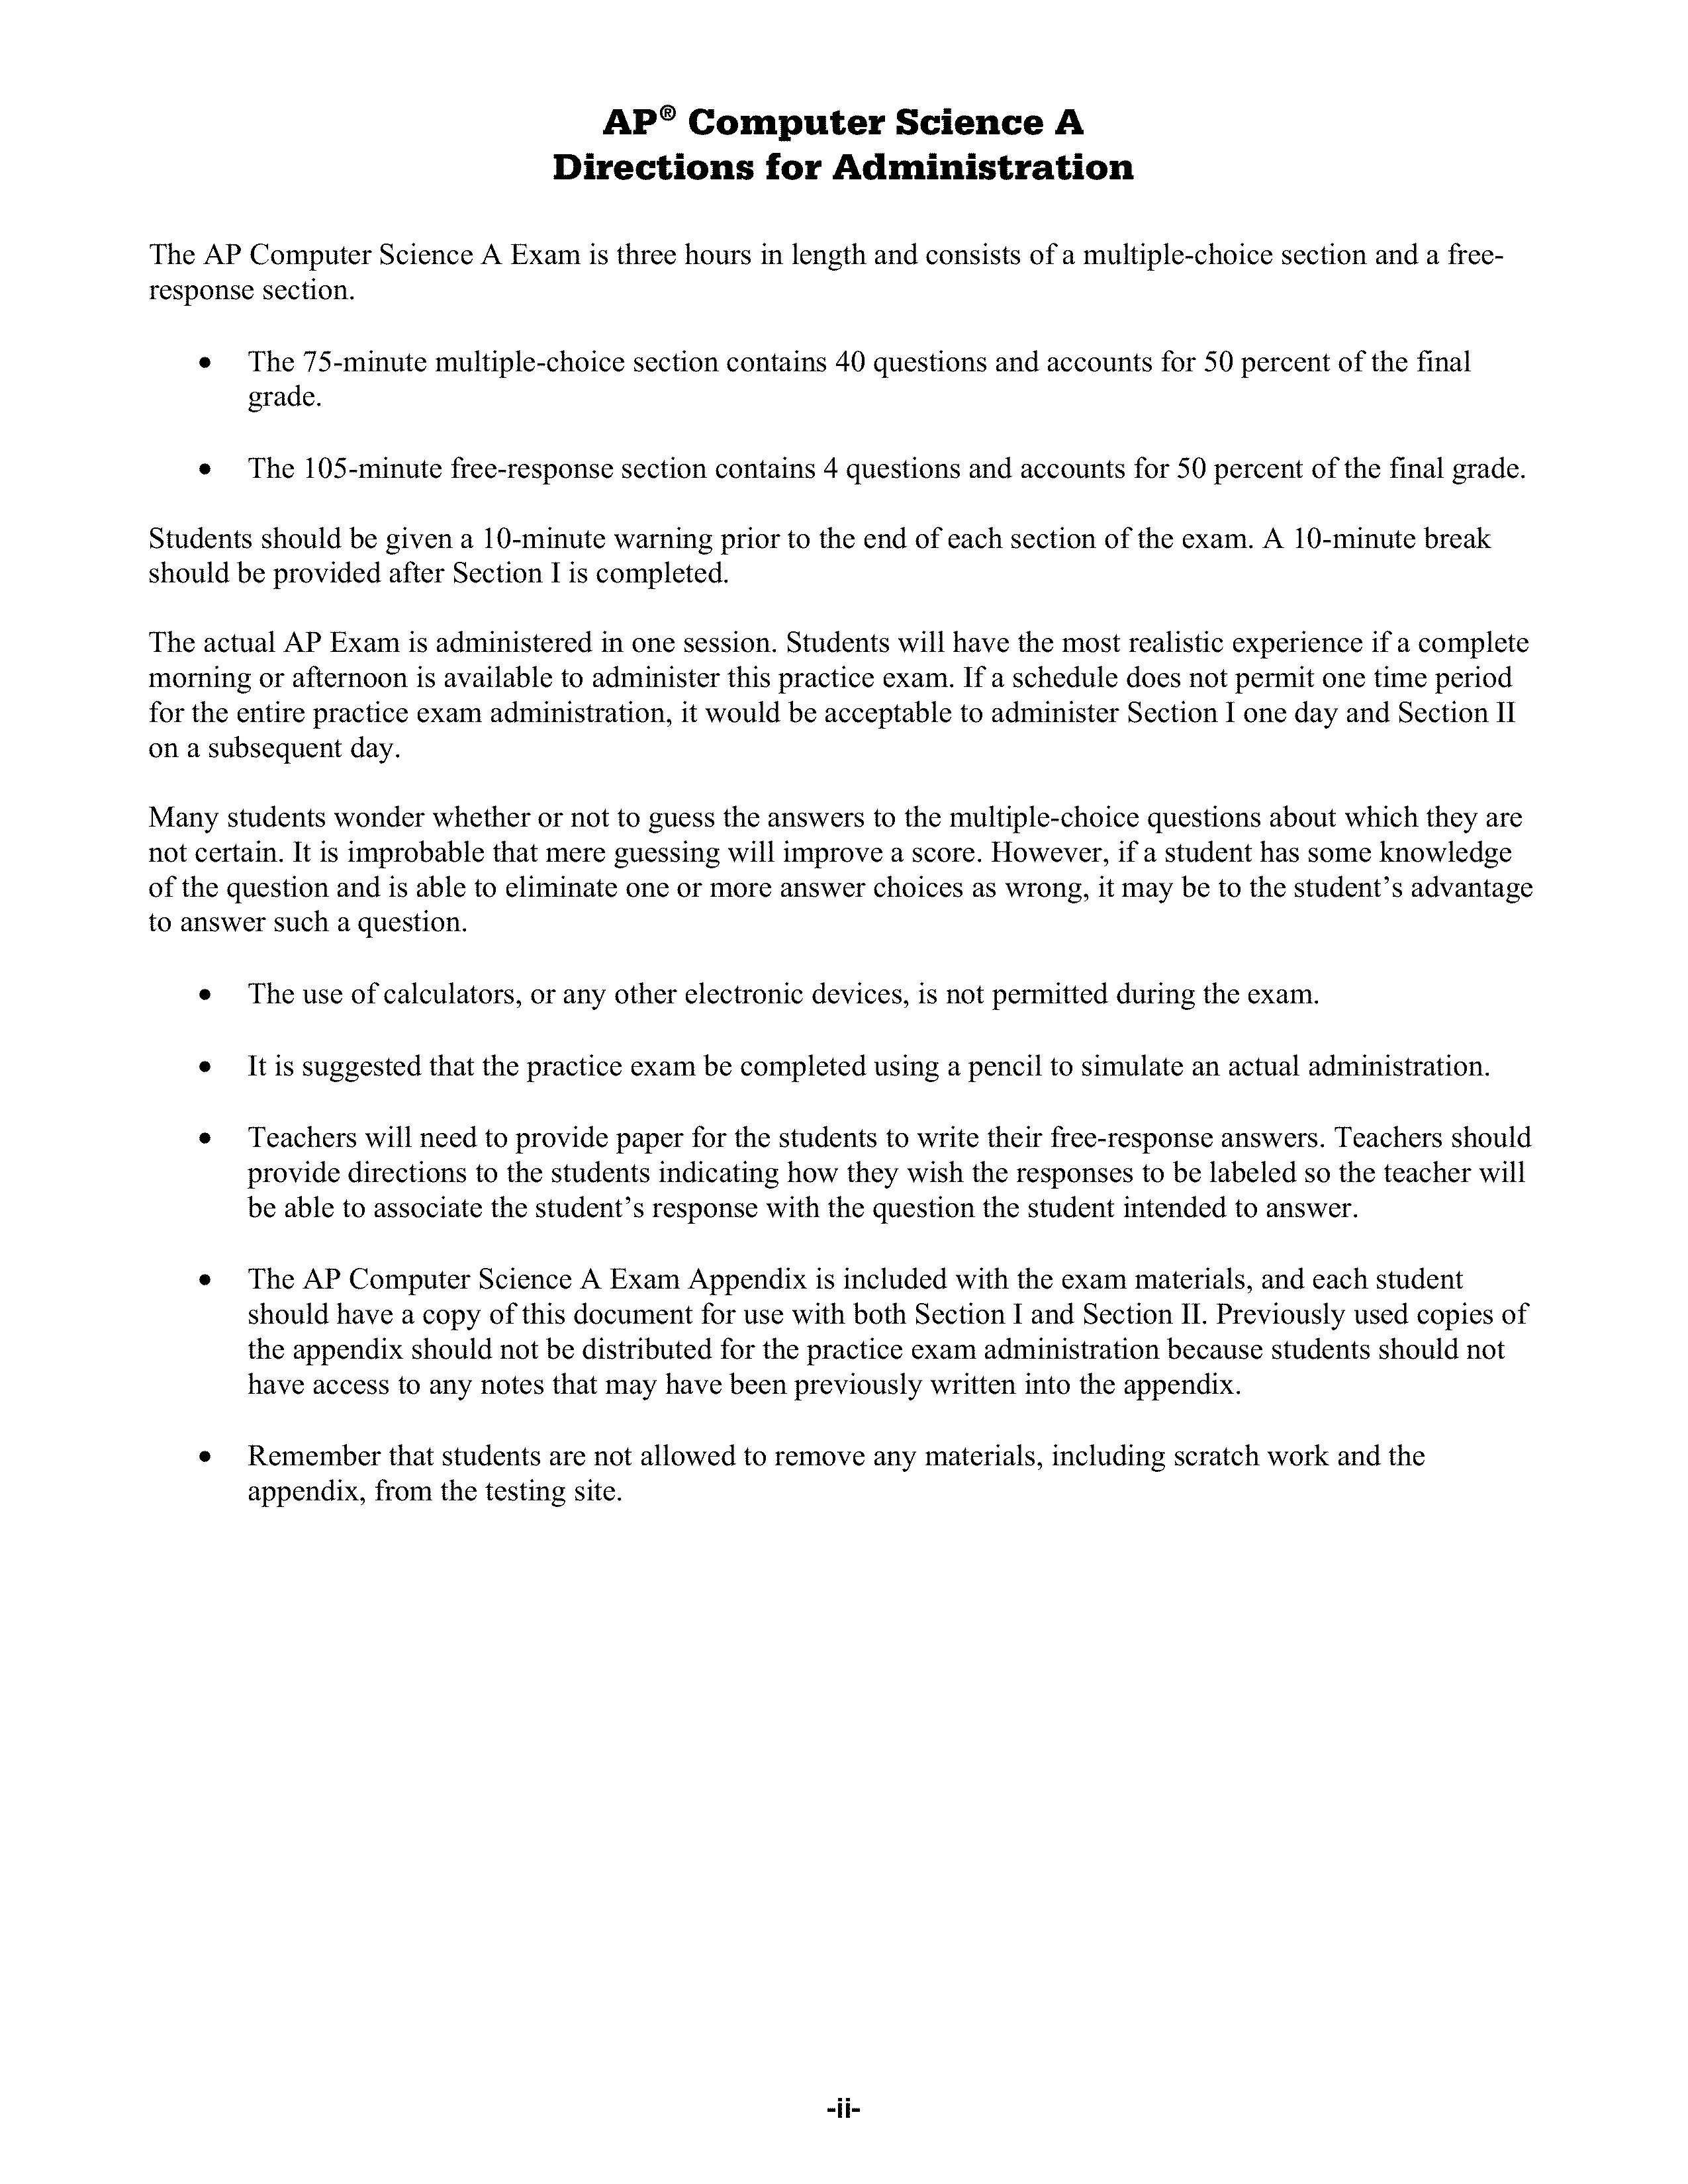 AP® Computer Science A
Directions for Administration
The AP Computer Science A Exam is three hours in length and consists of a multiple-choice section and a free-
response section.
• The 75-minute multiple-choice section contains 40 questions and accounts for 50 percent of the final
grade.
• The 105-minute free-response section contains 4 questions and accounts for 50 percent of the final grade.
Students should be given a 10-minute warning prior to the end of each section of the exam. A 10-minute break
should be provided after Section I is completed.
The actual AP Exam is administered in one session. Students will have the most realistic experience if a complete
morning or afternoon is available to administer this practice exam. If a schedule does not permit one time period
for the entire practice exam administration, it would be acceptable to administer Section I one day and Section II
on a subsequent day.
Many students wonder whether or not to guess the answers to the multiple-choice questions about which they are
not certain. It is improbable that mere guessing will improve a score. However, if a student has some knowledge
of the question and is able to eliminate one or more answer choices as wrong, it may be to the student’s advantage
to answer such a question.
• The use of calculators, or any other electronic devices, is not permitted during the exam.
• It is suggested that the practice exam be completed using a pencil to simulate an actual administration.
• Teachers will need to provide paper for the students to write their free-response answers. Teachers should
provide directions to the students indicating how they wish the responses to be labeled so the teacher will
be able to associate the student’s response with the question the student intended to answer.
• The AP Computer Science A Exam Appendix is included with the exam materials, and each student
should have a copy of this document for use with both Section I and Section II. Previously used copies of
the appendix should not be distributed for the practice exam administration because students should not
have access to any notes that may have been previously written into the appendix.
• Remember that students are not allowed to remove any materials, including scratch work and the
appendix, from the testing site.
-ii-